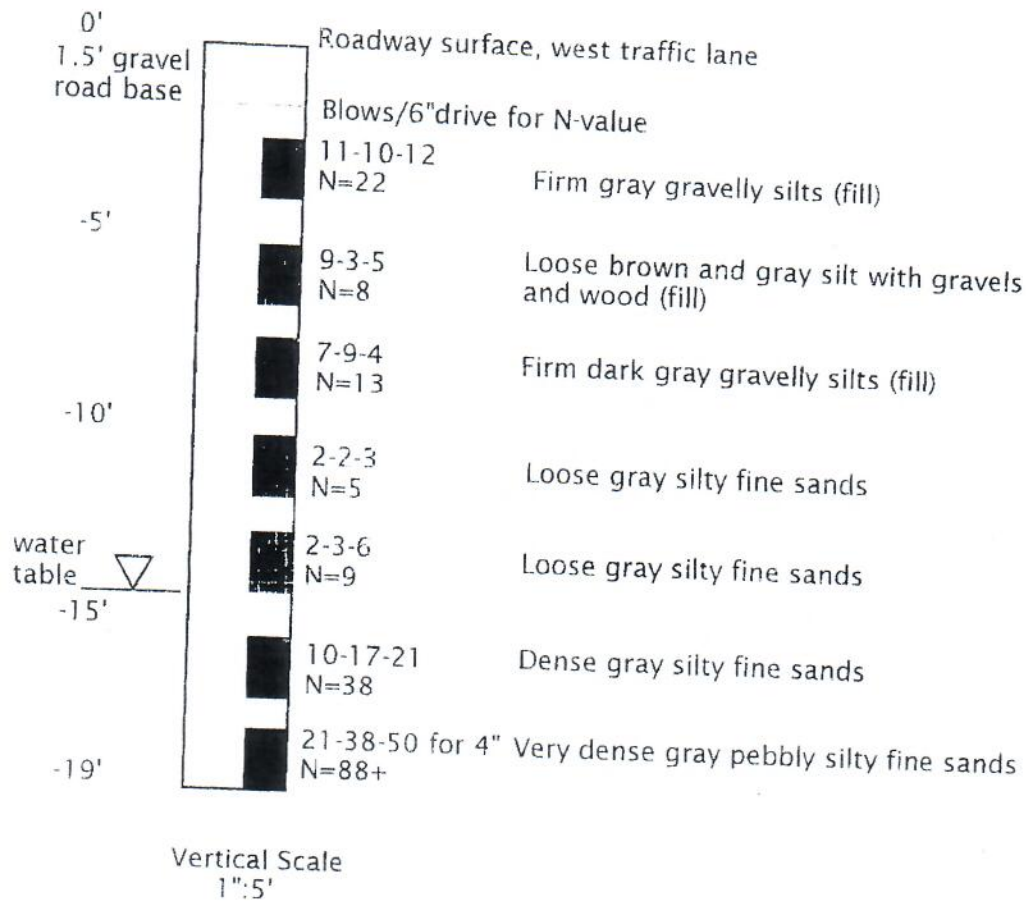 0'
1.5' gravel
road base
Roadway surface, west traffic lane
Blows/6"drive for N-value
11-10-12
N=22
Firm gray gravelly silts (fill)
-5'
9-3-5
N=8
Loose brown and gray silt with gravels
and wood (fill)
7-9-4
N=13
Firm dark gray gravelly silts (fill)
-10'
2-2-3
N=5
Loose gray silty fine sands
2-3-6
N=9
Loose gray silty fine sands
water
table
-15'
10-17-21
N=38
Dense gray silty fine sands
21-38-50 for 4"
N=88+
Very dense gray pebbly silty fine sands
-19'
Vertical Scale
1":5'